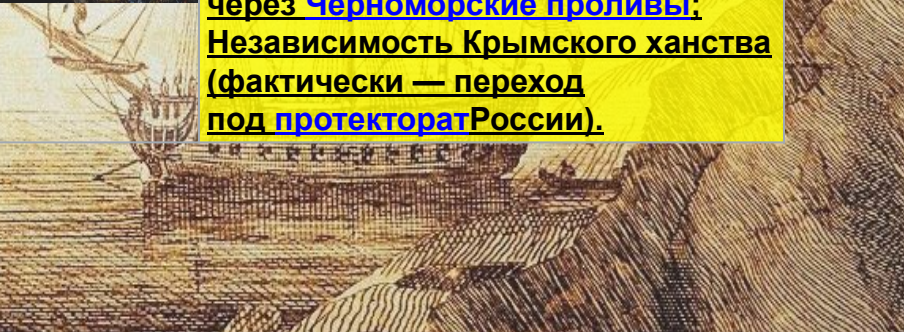 через Черноморские проливы;
Независимость Крымского ханства
(фактически — переход
под протекторатРоссии).